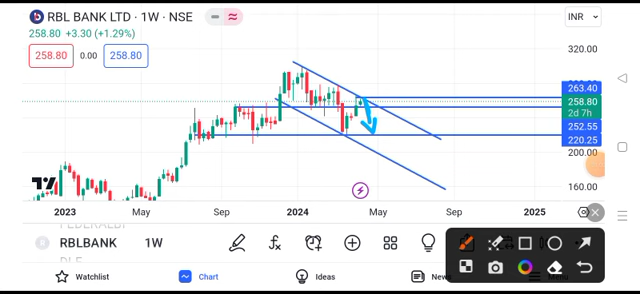 RBL BANK LTD · 1W · NSE
INR
258.80 +3.30 (+1.29%)
258.80 0.00 258.80
320.00
263.40
258.80
2d 7h
252.55
220.25
200.00
160.00
2023 May Sep 2024 May Sep 2025
RBLBANK 1W
Watchlist Chart Ideas News